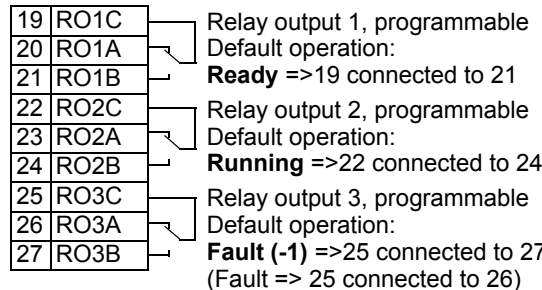 19 RO1C Relay output 1, programmable
20 RO1A Default operation:
21 RO1B Ready =>19 connected to 21
22 RO2C Relay output 2, programmable
23 RO2A Default operation:
24 RO2B Running =>22 connected to 24
25 RO3C Relay output 3, programmable
26 RO3A Default operation:
27 RO3B Fault (-1) =>25 connected to 27
(Fault => 25 connected to 26)